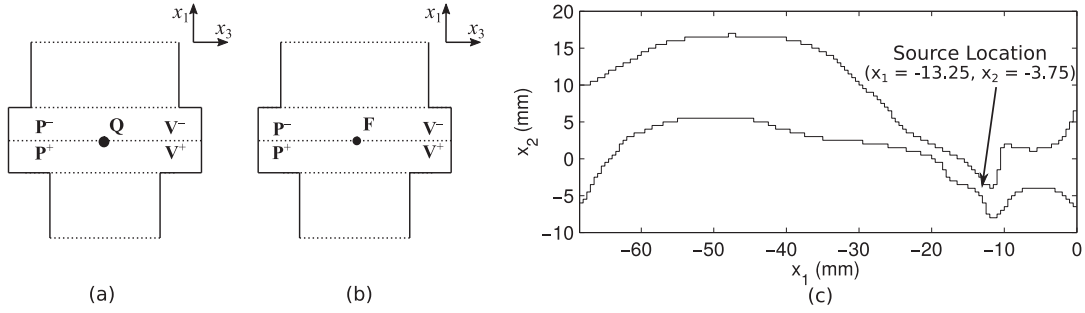 x1
x3
P− Q V−
P+ V+
(a)
x1
x3
P− F V−
P+ V+
(b)
20
15
10
5
0
−5
−10
x2 (mm)
Source Location
(x1 = -13.25, x2 = -3.75)
−60 −50 −40 −30 −20 −10 0
x1 (mm)
(c)